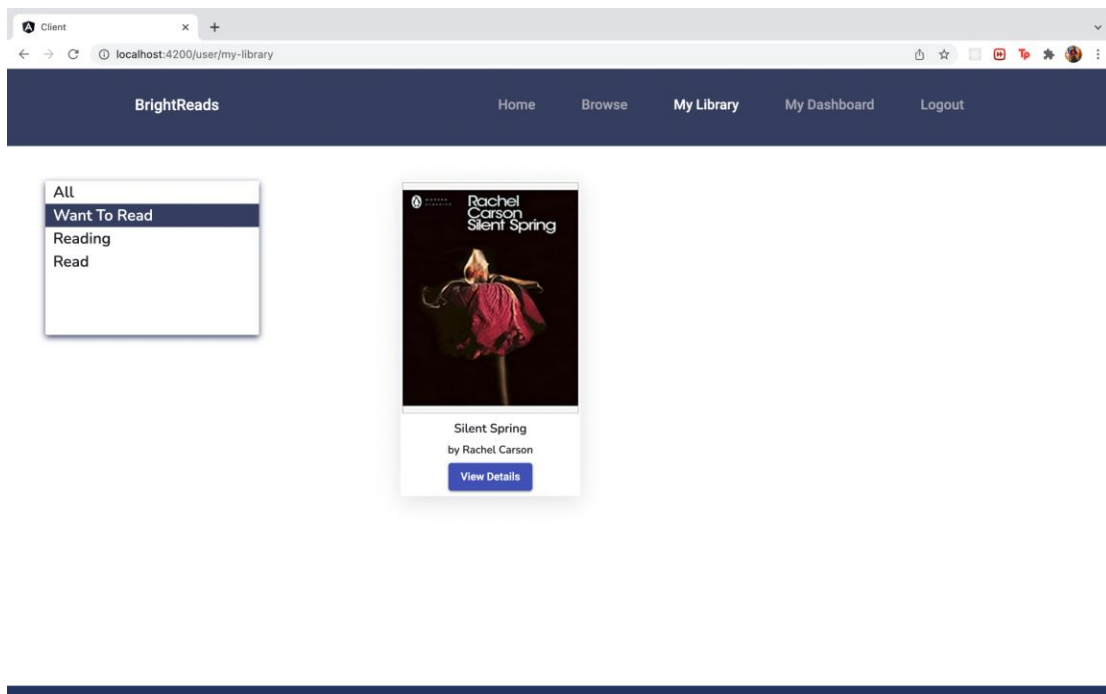 Client
localhost:4200/user/my-library
BrightReads
Home Browse My Library My Dashboard Logout
All
Want To Read
Reading
Read
Rachel
Carson
Silent Spring
Silent Spring
by Rachel Carson
View Details